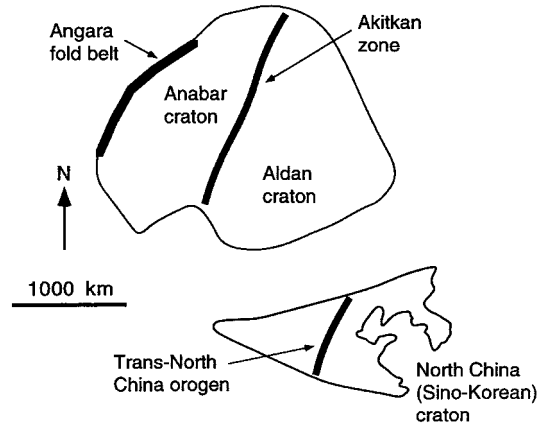 Angara
fold belt
Akitkan
zone
Anabar
craton
Aldan
craton
N
1000 km
Trans-North
China orogen
North China
(Sino-Korean)
craton